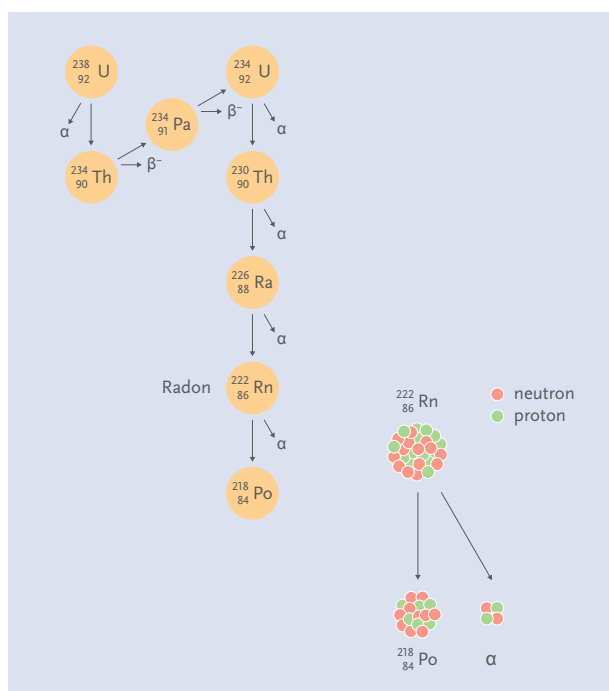 238
92 U
234
92 U
α
234
91 Pa
β⁻
α
234
90 Th
β⁻
230
90 Th
α
226
88 Ra
α
Radon
222
86 Rn
α
218
84 Po
222
86 Rn
neutron
proton
218
84 Po
α